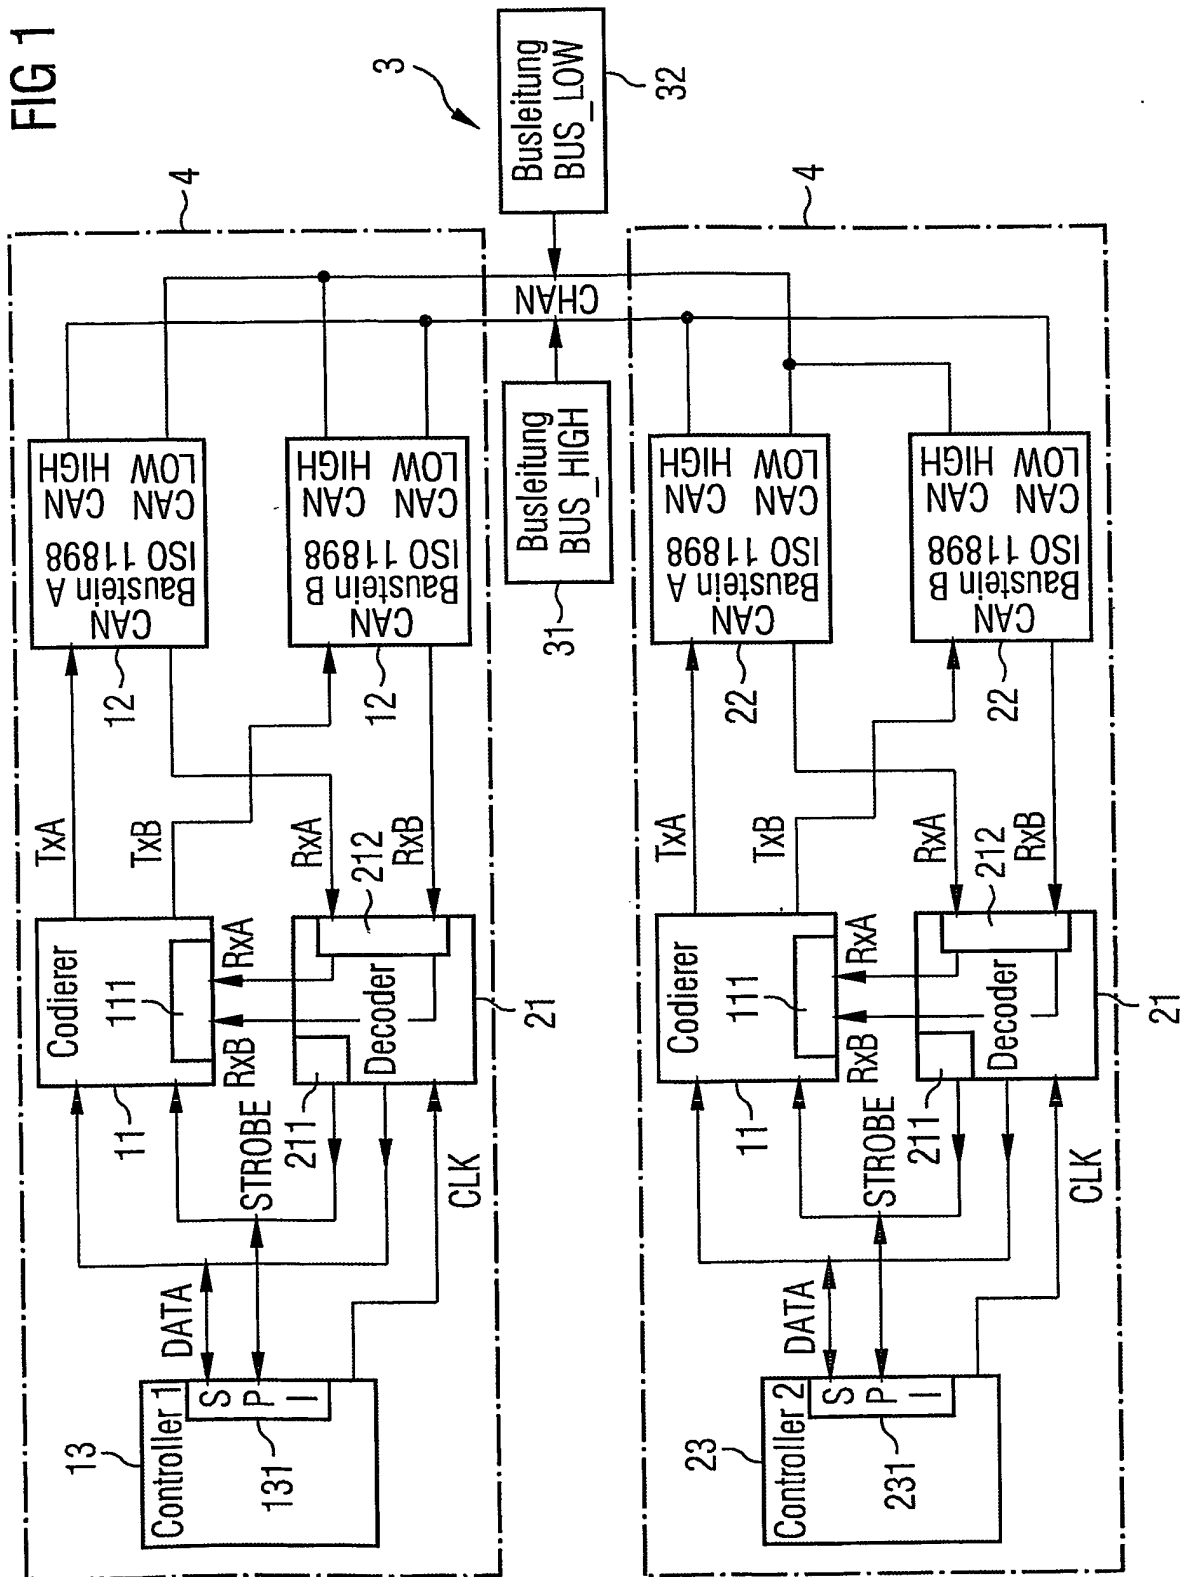 FIG 1
4
Controller 1
13
S
P
I
131
DATA
STROBE
CLK
Codierer
111
11
RxB
RxA
Decoder
211
212
21
TxA
TxB
RxA
RxB
CAN
Baustein A
ISO 11898
CAN
HIGH
CAN
LOW
12
CAN
Baustein B
ISO 11898
CAN
HIGH
CAN
LOW
12
3
Busleitung
BUS_HIGH
31
CHAN
Busleitung
BUS_LOW
32
4
Controller 2
23
S
P
I
231
DATA
STROBE
CLK
Codierer
111
11
RxB
RxA
Decoder
211
212
21
TxA
TxB
RxA
RxB
CAN
Baustein A
ISO 11898
CAN
HIGH
CAN
LOW
22
CAN
Baustein B
ISO 11898
CAN
HIGH
CAN
LOW
22